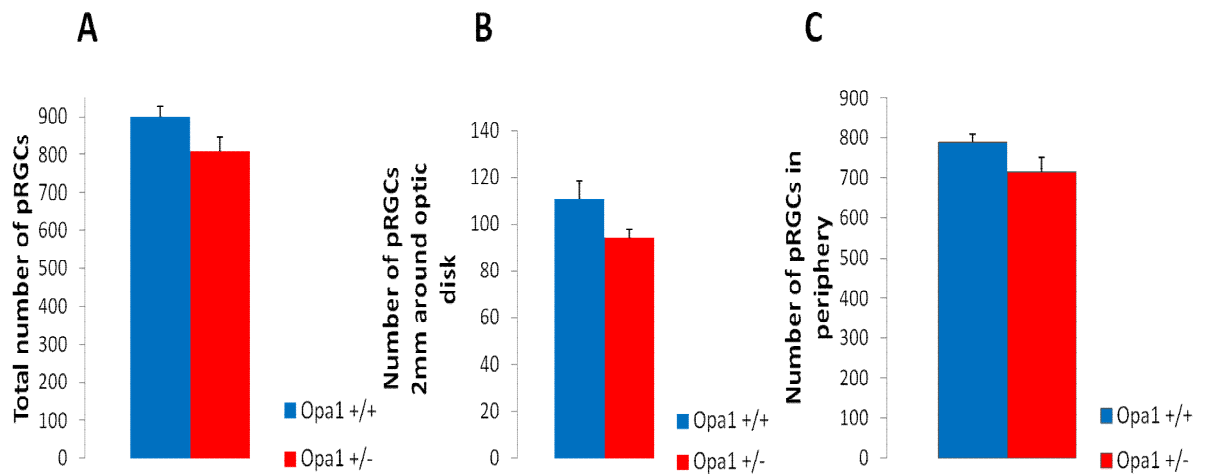 A
Total number of pRGCs
900
800
700
600
500
400
300
200
100
0
Opa1 +/+
Opa1 +/-
B
Number of pRGCs
2mm around optic
disk
140
120
100
80
60
40
20
0
Opa1 +/+
Opa1 +/-
C
Number of pRGCs in
periphery
900
800
700
600
500
400
300
200
100
0
Opa1 +/+
Opa1 +/-